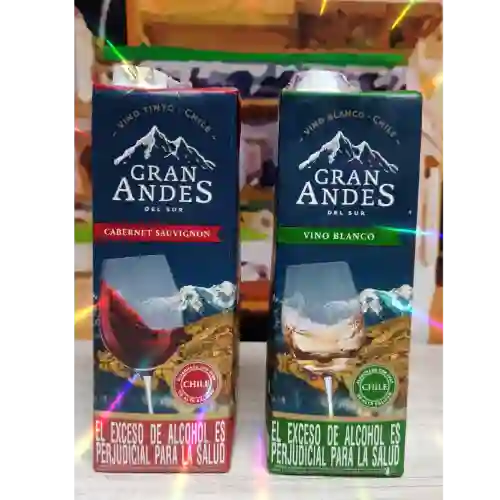 VINO TINTO - CHILE
GRAN
ANDES
DEL SUR
CABERNET SAUVIGNON
CHILE
EL EXCESO DE ALCOHOL ES
PERJUDICIAL PARA LA SALUD
VINO BLANCO - CHILE
GRAN
ANDES
DEL SUR
VINO BLANCO
CHILE
EL EXCESO DE ALCOHOL ES
PERJUDICIAL PARA LA SALUD